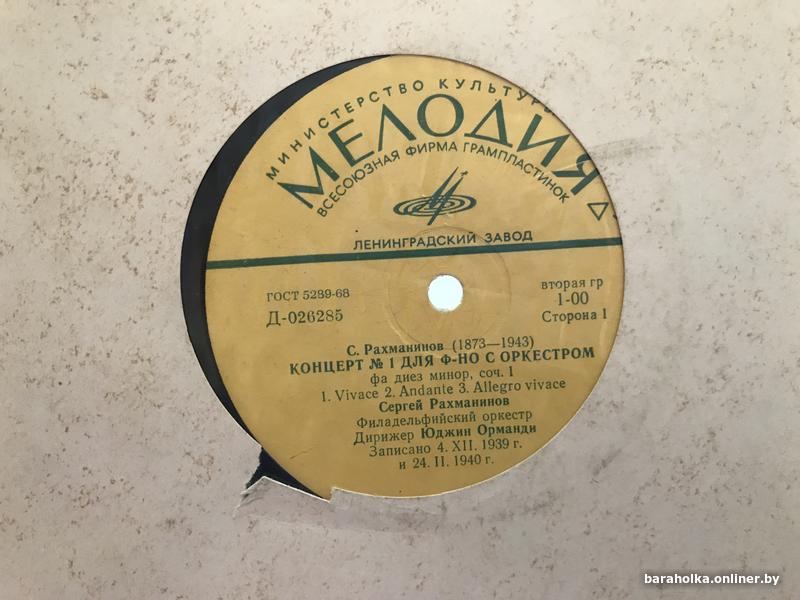 МИНИСТЕРСТВО КУЛЬТУРЫ
МЕЛОДИЯ
ВСЕСОЮЗНАЯ ФИРМА ГРАМПЛАСТИНОК
ЛЕНИНГРАДСКИЙ ЗАВОД
ГОСТ 5289-68
Д-026285
вторая гр
1-00
Сторона 1
С. Рахманинов (1873—1943)
КОНЦЕРТ № 1 ДЛЯ Ф-НО С ОРКЕСТРОМ
фа диез минор, соч. 1
1. Vivace 2. Andante 3. Allegro vivace
Сергей Рахманинов
Филадельфийский оркестр
Дирижер Юджин Орманди
Записано 4. XII. 1939 г.
и 24. II. 1940 г.
baraholka.onliner.by